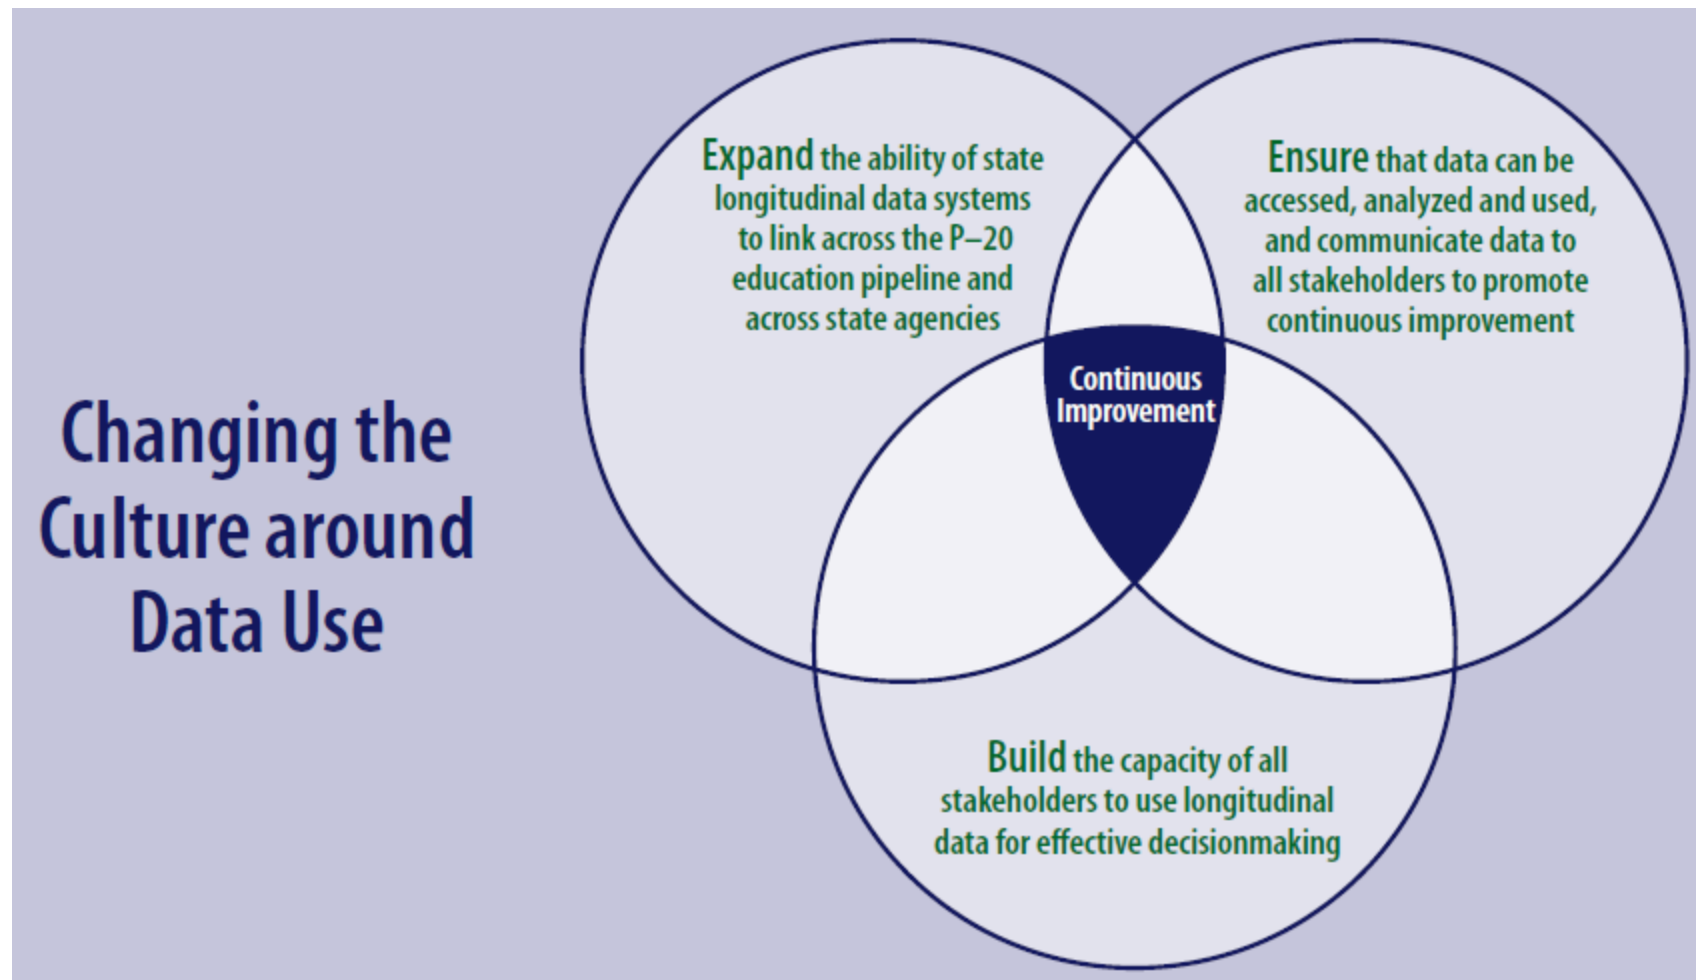 Changing the
Culture around
Data Use
Expand the ability of state
longitudinal data systems
to link across the P–20
education pipeline and
across state agencies
Ensure that data can be
accessed, analyzed and used,
and communicate data to
all stakeholders to promote
continuous improvement
Continuous
Improvement
Build the capacity of all
stakeholders to use longitudinal
data for effective decisionmaking